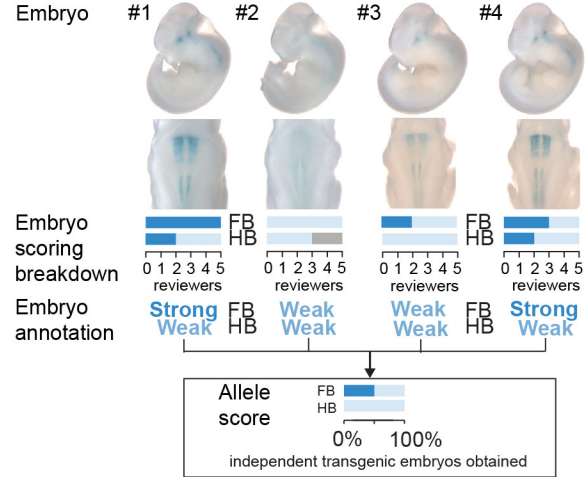 Embryo #1 #2 #3 #4
Embryo scoring breakdown
FB FB
HB HB
0 1 2 3 4 5 0 1 2 3 4 5 0 1 2 3 4 5 0 1 2 3 4 5
reviewers reviewers reviewers reviewers
Embryo annotation
Strong FB Weak Weak FB Strong
Weak HB Weak Weak HB Weak
Allele score
FB
HB
0% 100%
independent transgenic embryos obtained